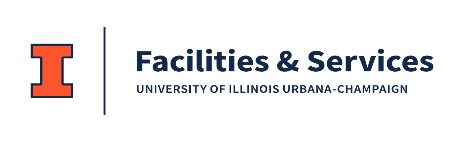 I
Facilities & Services
UNIVERSITY OF ILLINOIS URBANA-CHAMPAIGN